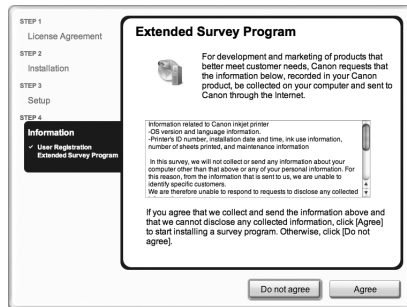 STEP 1
License Agreement
STEP 2
Installation
STEP 3
Setup
STEP 4
Information
✓ User Registration
Extended Survey Program
Extended Survey Program
For development and marketing of products that
better meet customer needs, Canon requests that
the information below, recorded in your Canon
product, be collected on your computer and sent to
Canon through the Internet.
Information related to Canon inkjet printer
-OS version and language information.
-Printer's ID number, installation date and time, ink use information,
number of sheets printed, and maintenance information
In this survey, we will not collect or send any information about your
computer other than that above or any of your personal information. For
this reason, from the information that is sent to us, we are unable to
identify specific customers.
We are therefore unable to respond to requests to disclose any collected
If you agree that we collect and send the information above and
that we cannot disclose any collected information, click [Agree]
to start installing a survey program. Otherwise, click [Do not
agree].
Do not agree
Agree